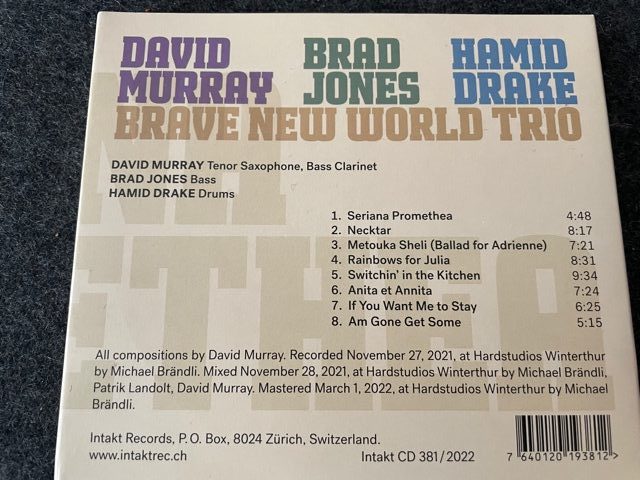 DAVID MURRAY
BRAD JONES
HAMID DRAKE
BRAVE NEW WORLD TRIO
DAVID MURRAY Tenor Saxophone, Bass Clarinet
BRAD JONES Bass
HAMID DRAKE Drums
1. Seriana Promethea 4:48
2. Necktar 8:17
3. Metouka Sheli (Ballad for Adrienne) 7:21
4. Rainbows for Julia 8:31
5. Switchin' in the Kitchen 9:34
6. Anita et Annita 7:24
7. If You Want Me to Stay 6:25
8. Am Gone Get Some 5:15
All compositions by David Murray. Recorded November 27, 2021, at Hardstudios Winterthur
by Michael Brändli. Mixed November 28, 2021, at Hardstudios Winterthur by Michael Brändli,
Patrik Landolt, David Murray. Mastered March 1, 2022, at Hardstudios Winterthur by Michael
Brändli.
Intakt Records, P.O. Box, 8024 Zürich, Switzerland.
www.intaktrec.ch
Intakt CD 381/2022
7 640120 193812 >